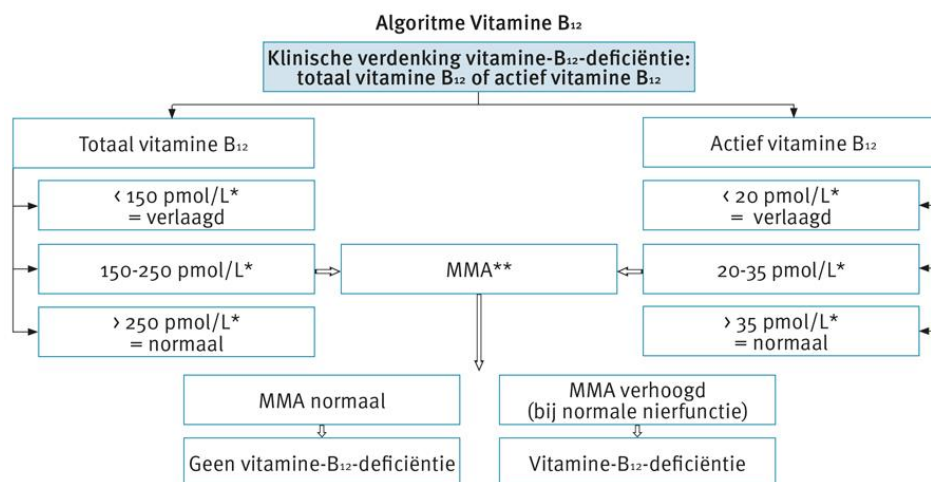 Algoritme Vitamine B₁₂
Klinische verdenking vitamine-B₁₂-deficiëntie:
totaal vitamine B₁₂ of actief vitamine B₁₂
Totaal vitamine B₁₂
Actief vitamine B₁₂
< 150 pmol/L*
= verlaagd
< 20 pmol/L*
= verlaagd
150-250 pmol/L*
MMA**
20-35 pmol/L*
> 250 pmol/L*
= normaal
> 35 pmol/L*
= normaal
MMA normaal
MMA verhoogd
(bij normale nierfunctie)
Geen vitamine-B₁₂-deficiëntie
Vitamine-B₁₂-deficiëntie